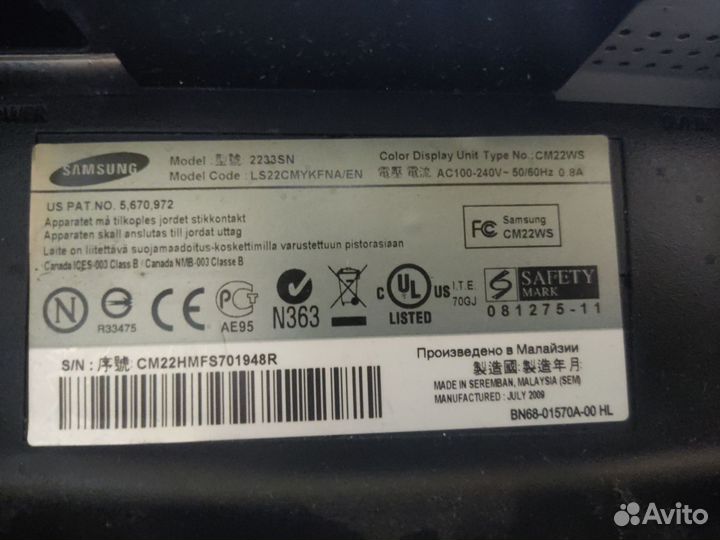 SAMSUNG
Model : 型號 : 2233SN
Model Code : LS22CMYKFNA/EN
Color Display Unit Type No.:CM22WS
電壓 電流 : AC100-240V~ 50/60Hz 0.8A
US PAT.NO. 5,670,972
Apparatet må tilkoples jordet stikkontakt
Apparaten skall anslutas till jordat uttag
Laite on liitettävä suojamaadoitus-koskettimilla varustettuun pistorasiaan
Canada ICES-003 Class B / Canada NMB-003 Classe B
FC Samsung
CM22WS
N
R33475
CE
PCT
AE95
N363
C UL US
LISTED
I.T.E.
70GJ
S SAFETY
MARK
081275-11
S/N : 序號: CM22HMFS701948R
Произведено в Малайзии
製造國:製造年月:
MADE IN SEREMBAN, MALAYSIA (SEM)
MANUFACTURED : JULY 2009
BN68-01570A-00 HL
Avito